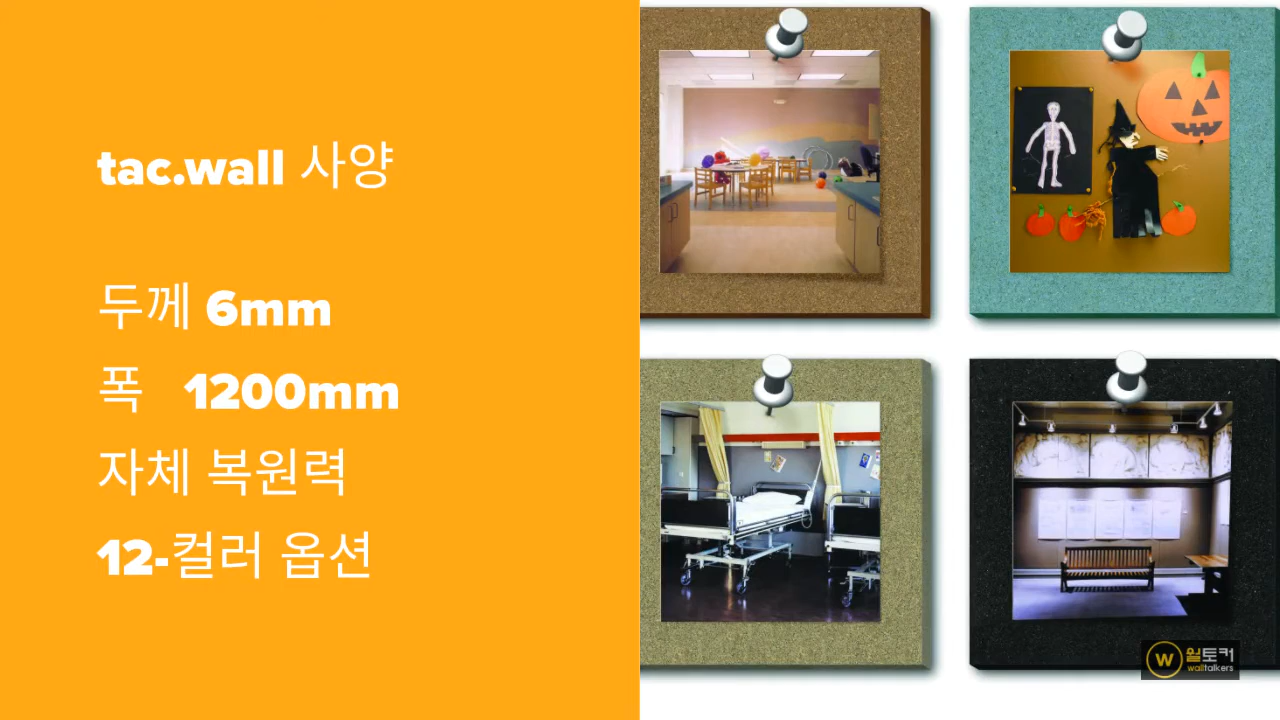 tac.wall 사양
두께 6mm
폭 1200mm
자체 복원력
12-컬러 옵션
W 월토커
walltalkers